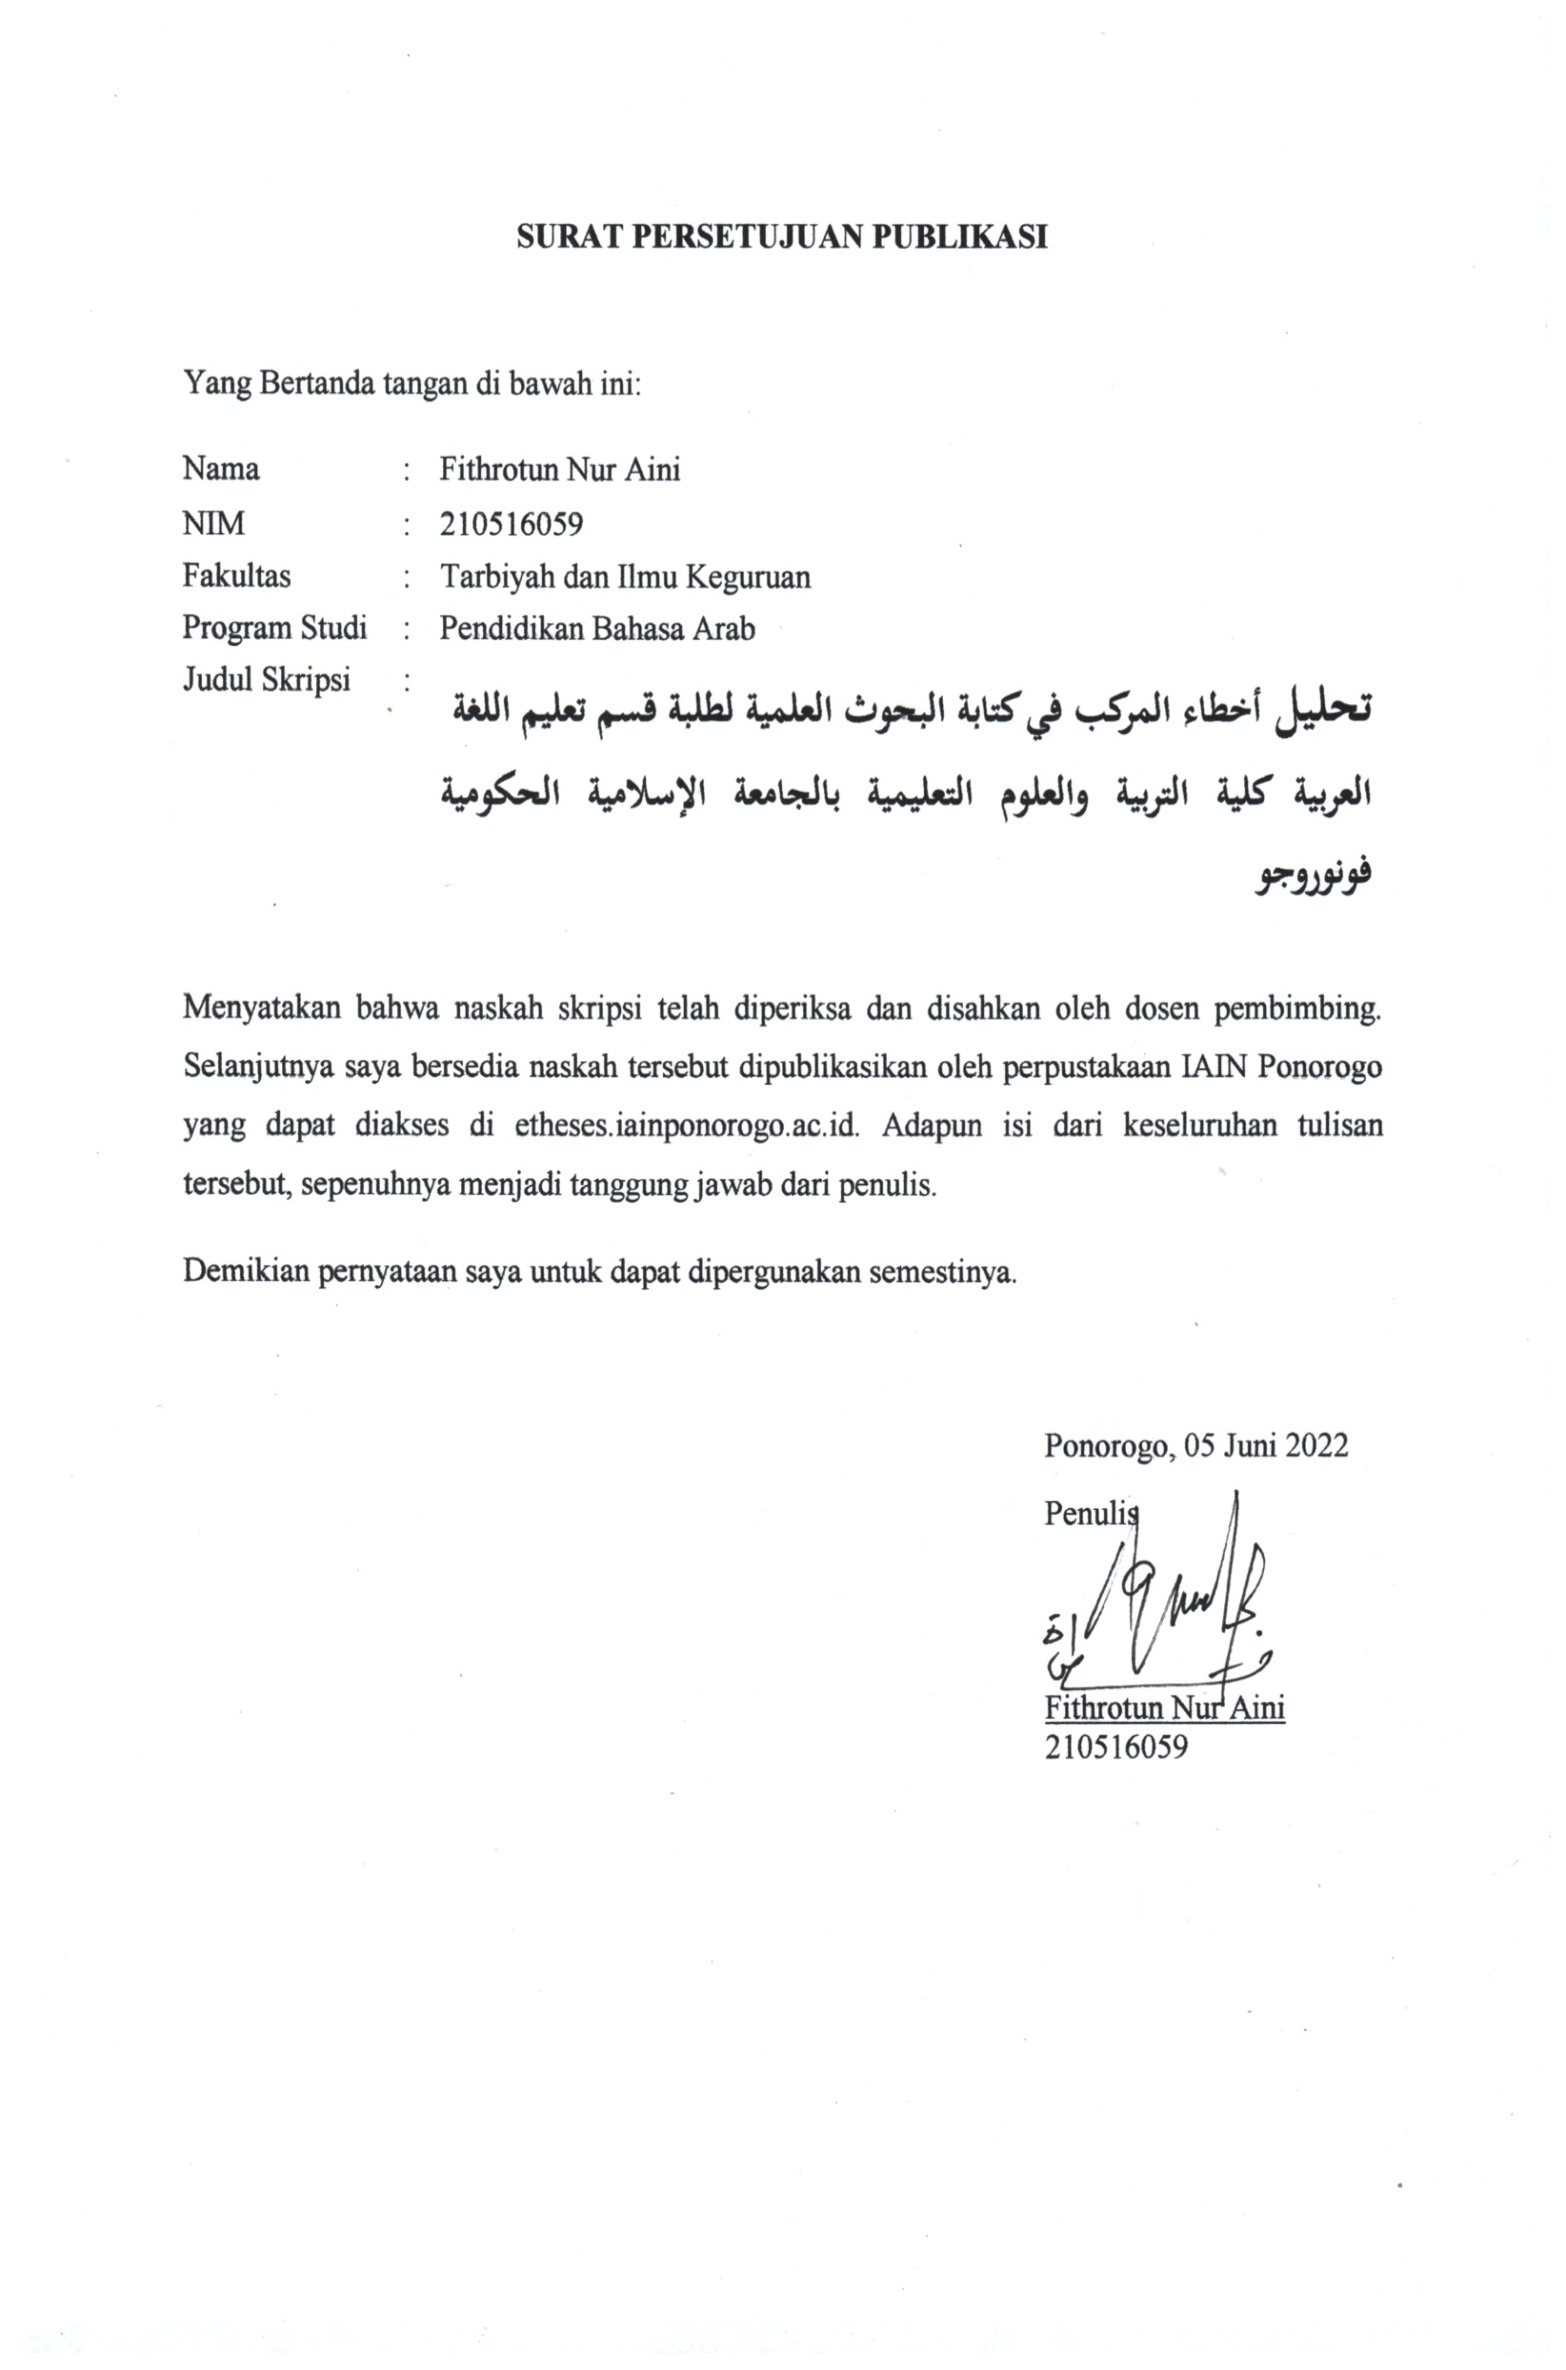 SURAT PERSETUJUAN PUBLIKASI
Yang Bertanda tangan di bawah ini:
Nama : Fithrotun Nur Aini
NIM : 210516059
Fakultas : Tarbiyah dan Ilmu Keguruan
Program Studi : Pendidikan Bahasa Arab
Judul Skripsi :
تحليل أخطاء المركب في كتابة البحوث العلمية لطلبة قسم تعليم اللغة
العربية كلية التربية والعلوم التعليمية بالجامعة الإسلامية الحكومية
فونوروجو
Menyatakan bahwa naskah skripsi telah diperiksa dan disahkan oleh dosen pembimbing.
Selanjutnya saya bersedia naskah tersebut dipublikasikan oleh perpustakaan IAIN Ponorogo
yang dapat diakses di etheses.iainponorogo.ac.id. Adapun isi dari keseluruhan tulisan
tersebut, sepenuhnya menjadi tanggung jawab dari penulis.
Demikian pernyataan saya untuk dapat dipergunakan semestinya.
Ponorogo, 05 Juni 2022
Penulis
Fithrotun Nur Aini
210516059